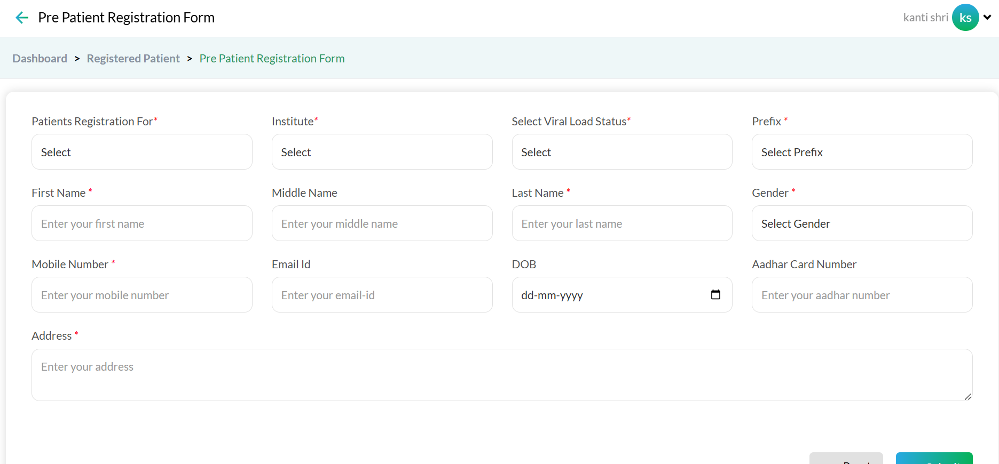 Pre Patient Registration Form
kanti shri ks
Dashboard > Registered Patient > Pre Patient Registration Form
Patients Registration For* Institute* Select Viral Load Status* Prefix *
Select Select Select Select Prefix
First Name * Middle Name Last Name * Gender *
Enter your first name Enter your middle name Enter your last name Select Gender
Mobile Number * Email Id DOB Aadhar Card Number
Enter your mobile number Enter your email-id dd-mm-yyyy Enter your aadhar number
Address *
Enter your address